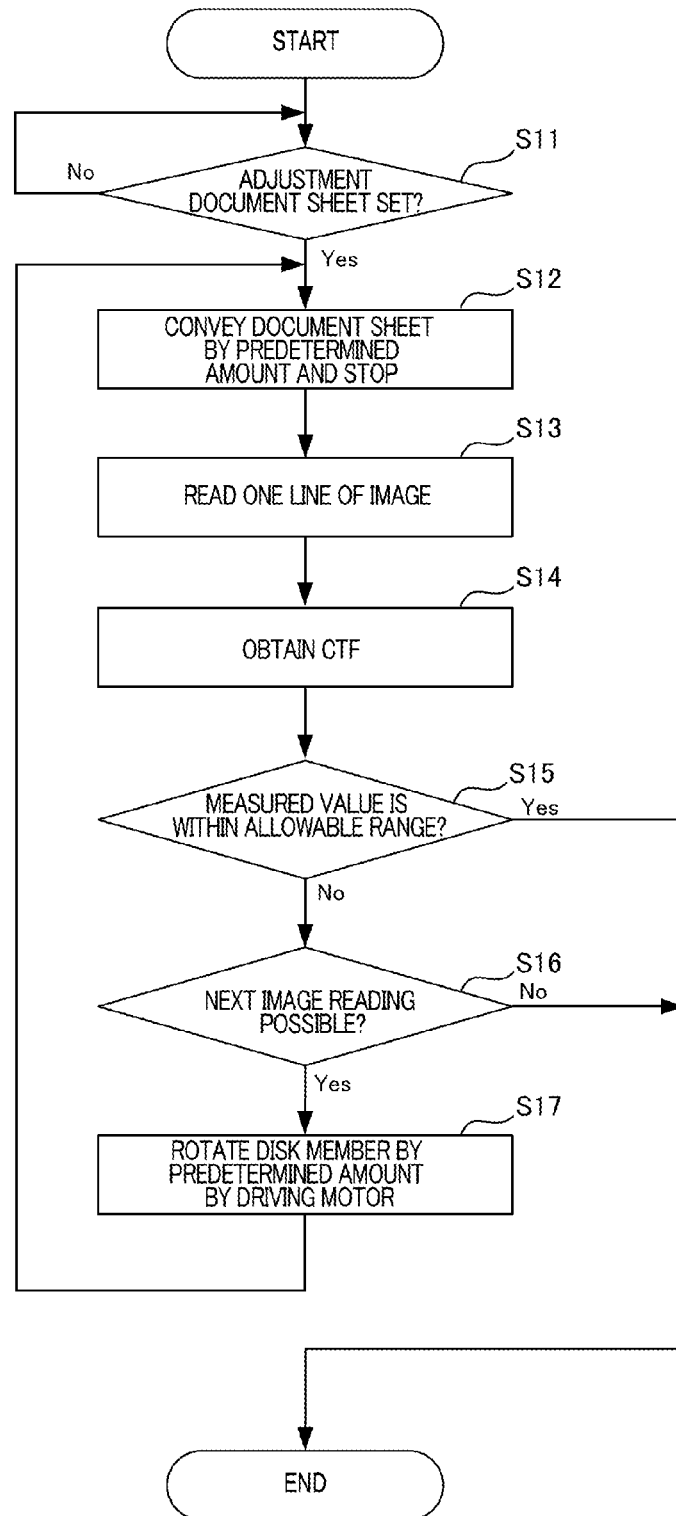 START
S11
No
ADJUSTMENT
DOCUMENT SHEET SET?
Yes
S12
CONVEY DOCUMENT SHEET
BY PREDETERMINED
AMOUNT AND STOP
S13
READ ONE LINE OF IMAGE
S14
OBTAIN CTF
S15
MEASURED VALUE IS
WITHIN ALLOWABLE RANGE?
Yes
No
S16
NEXT IMAGE READING
POSSIBLE?
No
Yes
S17
ROTATE DISK MEMBER BY
PREDETERMINED AMOUNT
BY DRIVING MOTOR
END